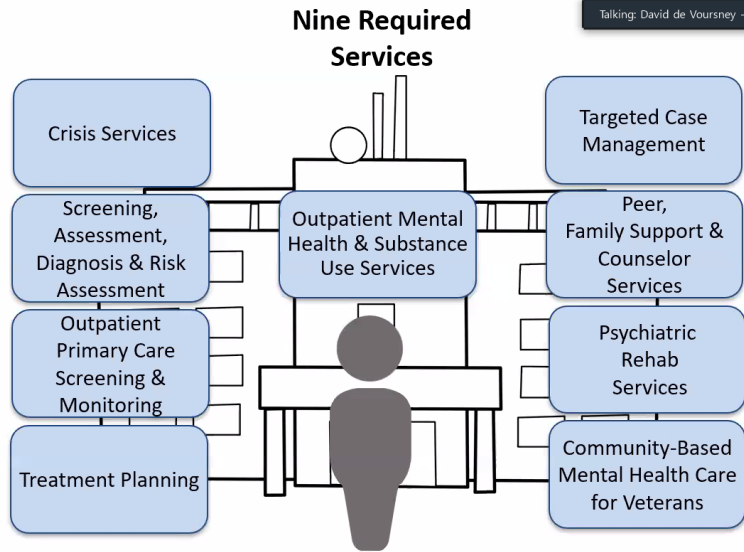 Nine Required
Services
Talking: David de Voursney -
Crisis Services
Screening,
Assessment,
Diagnosis & Risk
Assessment
Outpatient
Primary Care
Screening &
Monitoring
Treatment Planning
Outpatient Mental
Health & Substance
Use Services
Targeted Case
Management
Peer,
Family Support &
Counselor
Services
Psychiatric
Rehab
Services
Community-Based
Mental Health Care
for Veterans